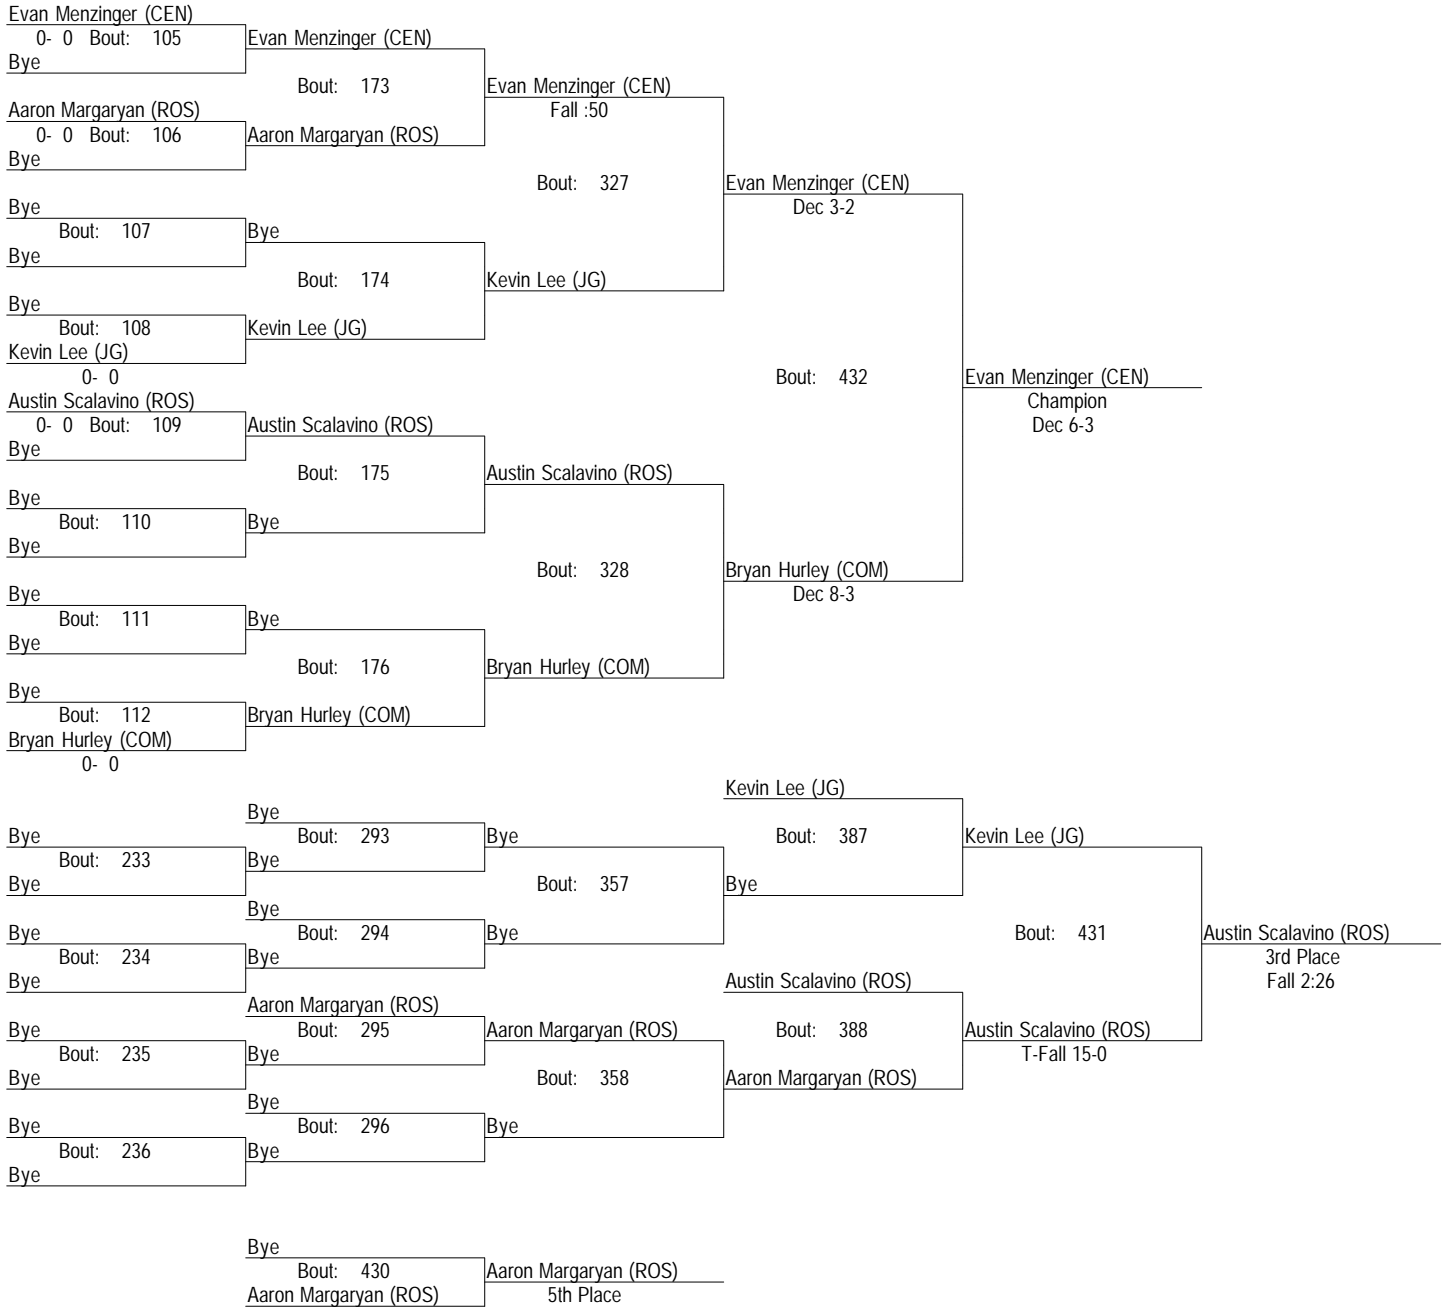 Evan Menzinger (CEN)
0- 0 Bout: 105
Bye
Evan Menzinger (CEN)
Bout: 173
Evan Menzinger (CEN)
Fall :50
Aaron Margaryan (ROS)
0- 0 Bout: 106
Bye
Aaron Margaryan (ROS)
Bout: 327
Evan Menzinger (CEN)
Dec 3-2
Bye
Bout: 107
Bye
Bye
Bout: 174
Kevin Lee (JG)
Bye
Bout: 108
Kevin Lee (JG)
0- 0
Kevin Lee (JG)
Bout: 432
Evan Menzinger (CEN)
Champion
Dec 6-3
Austin Scalavino (ROS)
0- 0 Bout: 109
Bye
Austin Scalavino (ROS)
Bout: 175
Austin Scalavino (ROS)
Bye
Bout: 110
Bye
Bye
Bout: 328
Bryan Hurley (COM)
Dec 8-3
Bye
Bout: 111
Bye
Bye
Bout: 176
Bryan Hurley (COM)
Bye
Bout: 112
Bryan Hurley (COM)
0- 0
Bryan Hurley (COM)
Kevin Lee (JG)
Bye
Bout: 293
Bye
Bye
Bout: 387
Kevin Lee (JG)
Bye
Bout: 233
Bye
Bout: 357
Bye
Bye
Bout: 294
Bye
Bye
Bye
Bout: 234
Bye
Bout: 431
Austin Scalavino (ROS)
3rd Place
Fall 2:26
Austin Scalavino (ROS)
Aaron Margaryan (ROS)
Bout: 295
Bye
Aaron Margaryan (ROS)
Bout: 388
Austin Scalavino (ROS)
T-Fall 15-0
Bye
Bout: 235
Bye
Bout: 358
Aaron Margaryan (ROS)
Bye
Bout: 296
Bye
Bye
Bye
Bout: 236
Bye
Bye
Bout: 430
Aaron Margaryan (ROS)
Aaron Margaryan (ROS)
5th Place